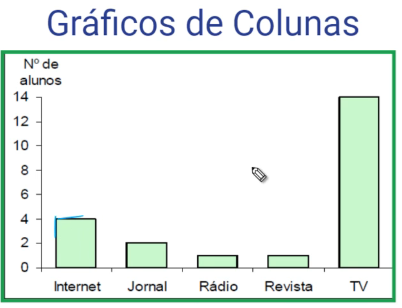 Gráficos de Colunas
Nº de
alunos
14
12
10
8
6
4
2
0
Internet Jornal Rádio Revista TV